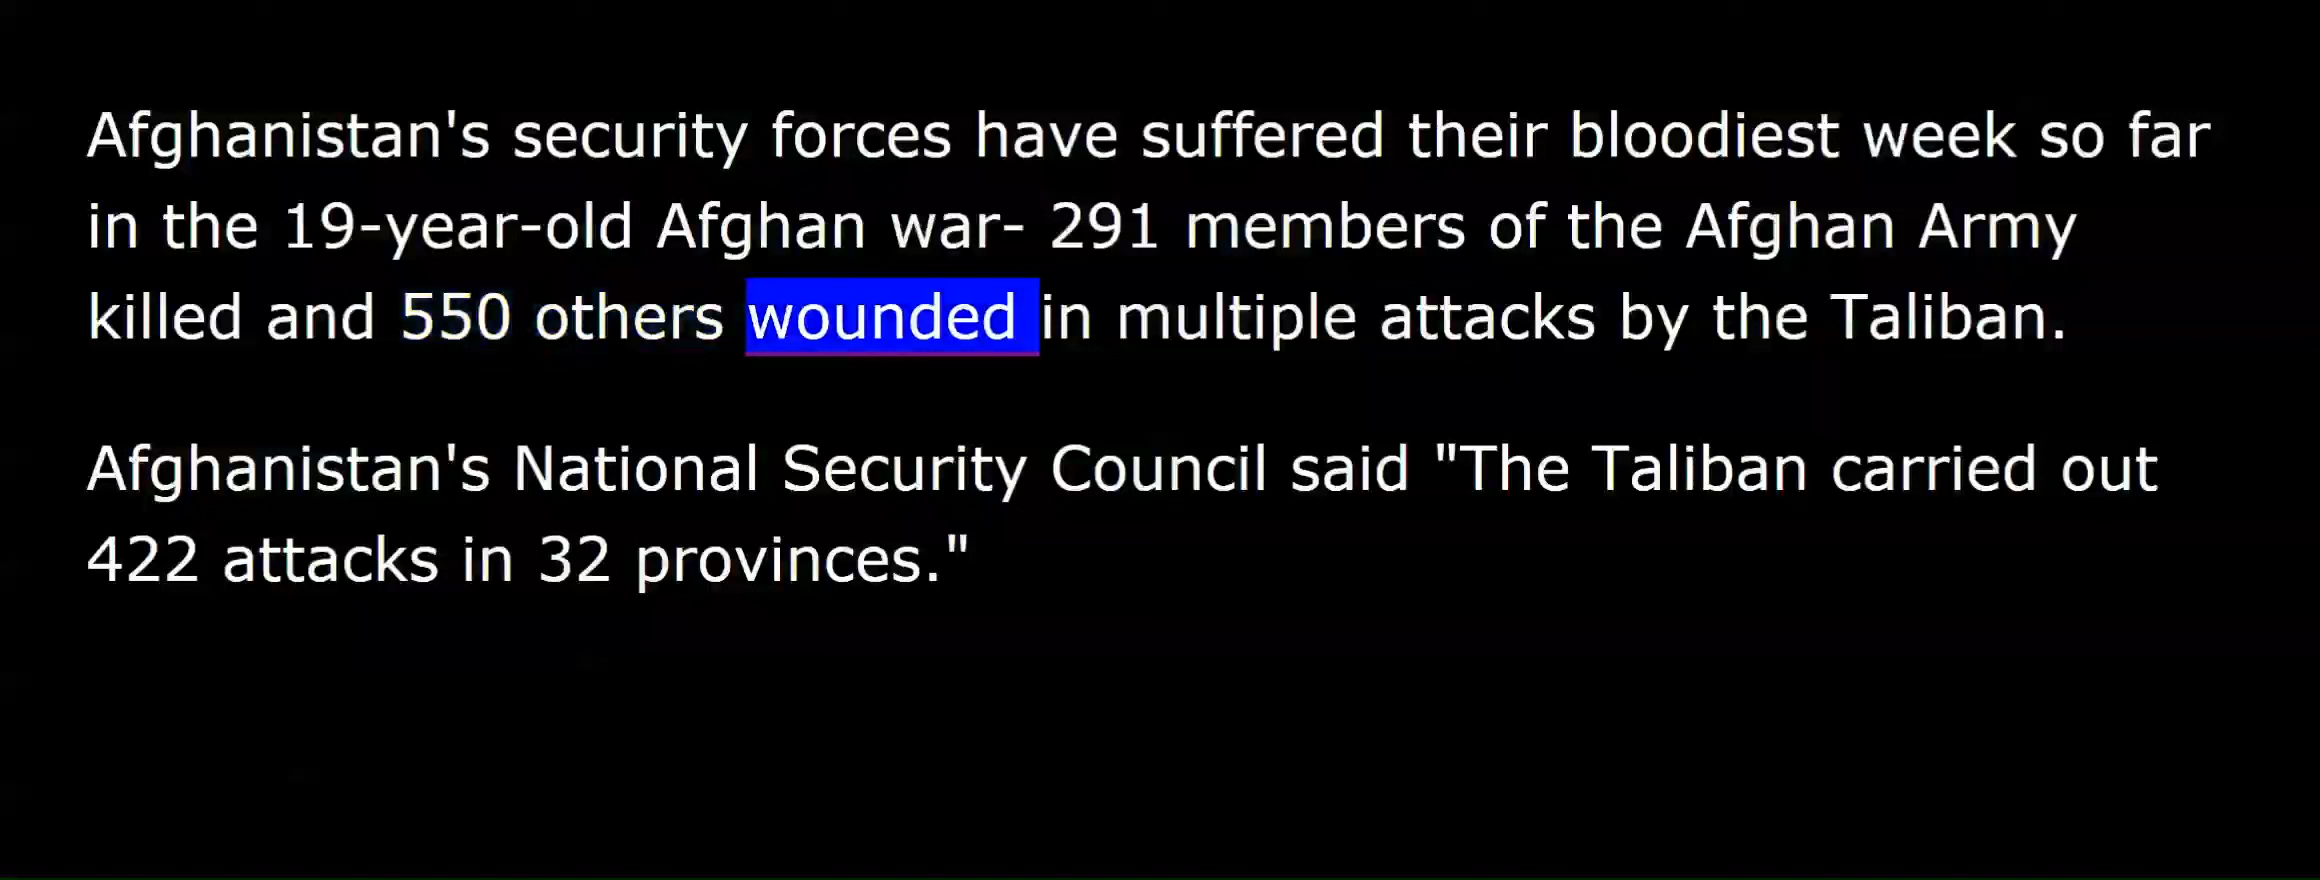 Afghanistan's security forces have suffered their bloodiest week so far
in the 19-year-old Afghan war- 291 members of the Afghan Army
killed and 550 others wounded in multiple attacks by the Taliban.
Afghanistan's National Security Council said "The Taliban carried out
422 attacks in 32 provinces."